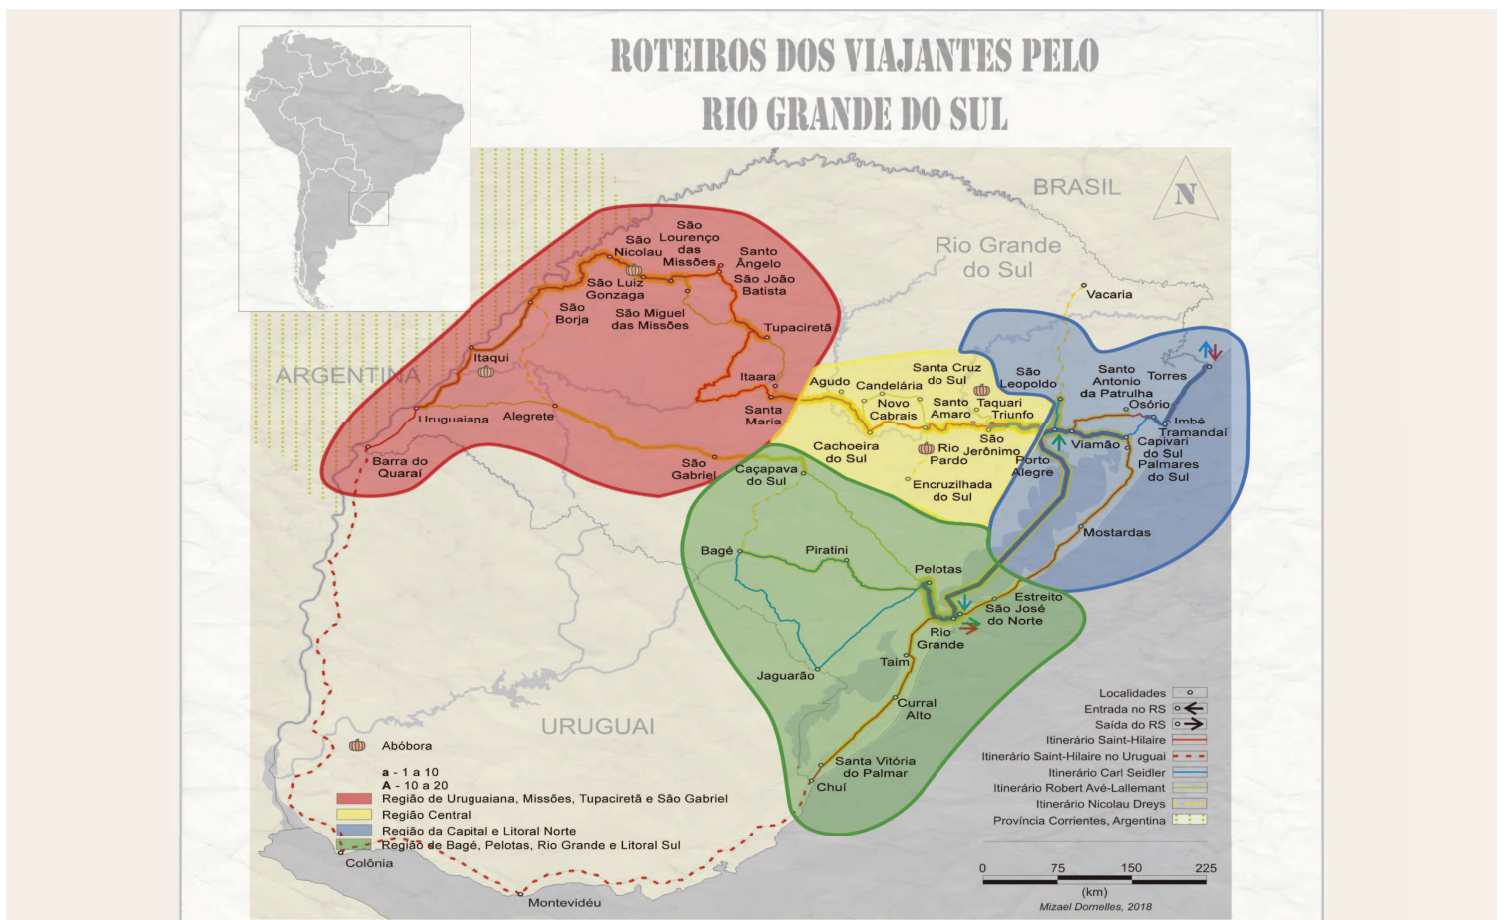 ROTEIROS DOS VIAJANTES PELO
RIO GRANDE DO SUL
BRASIL
N
Rio Grande
do Sul
Vacaria
São
Nicolau
São
Lourenço
das
Missões
Santo
Ângelo
São João
Batista
São Luiz
Gonzaga
São
Borja
São Miguel
das Missões
Tupaciretã
Itaqui
ARGENTINA
Itaara
Santa
Maria
Uruguaiana
Alegrete
Barra do
Quaraí
São
Gabriel
Agudo
Candelária
Santa Cruz
do Sul
Novo
Cabrais
Santo
Amaro
Taquari
Triunfo
São
Jerônimo
Cachoeira
do Sul
Rio
Pardo
Encruzilhada
do Sul
São
Leopoldo
Santo
Antonio
da Patrulha
Torres
Osório
Imbé
Tramandaí
Viamão
Capivari
do Sul
Palmares
do Sul
Porto
Alegre
Mostardas
Caçapava
do Sul
Bagé
Piratini
Pelotas
Estreito
São José
do Norte
Rio
Grande
Taim
Jaguarão
Curral
Alto
Santa Vitória
do Palmar
Chuí
URUGUAI
Colônia
Montevidéu
Abóbora
a - 1 a 10
A - 10 a 20
Região de Uruguaiana, Missões, Tupaciretã e São Gabriel
Região Central
Região da Capital e Litoral Norte
Região de Bagé, Pelotas, Rio Grande e Litoral Sul
Localidades
Entrada no RS
Saída do RS
Itinerário Saint-Hilaire
Itinerário Saint-Hilaire no Uruguai
Itinerário Carl Seidler
Itinerário Robert Avé-Lallemant
Itinerário Nicolau Dreys
Província Corrientes, Argentina
0 75 150 225
(km)
Mizael Dornelles, 2018